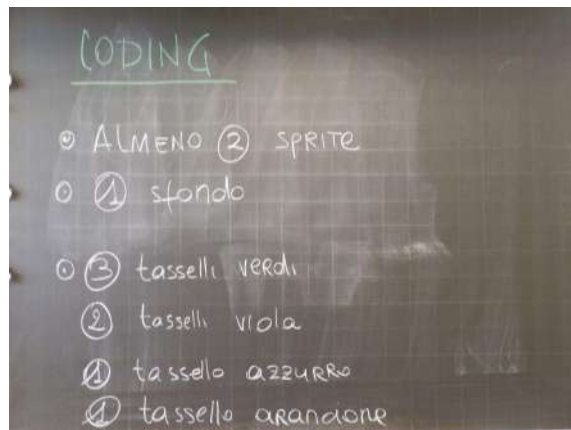 CODING
ALMENO 2 SPRITE
1 sfondo
3 tasselli verdi
2 tasselli viola
1 tassello azzurro
1 tassello arancione